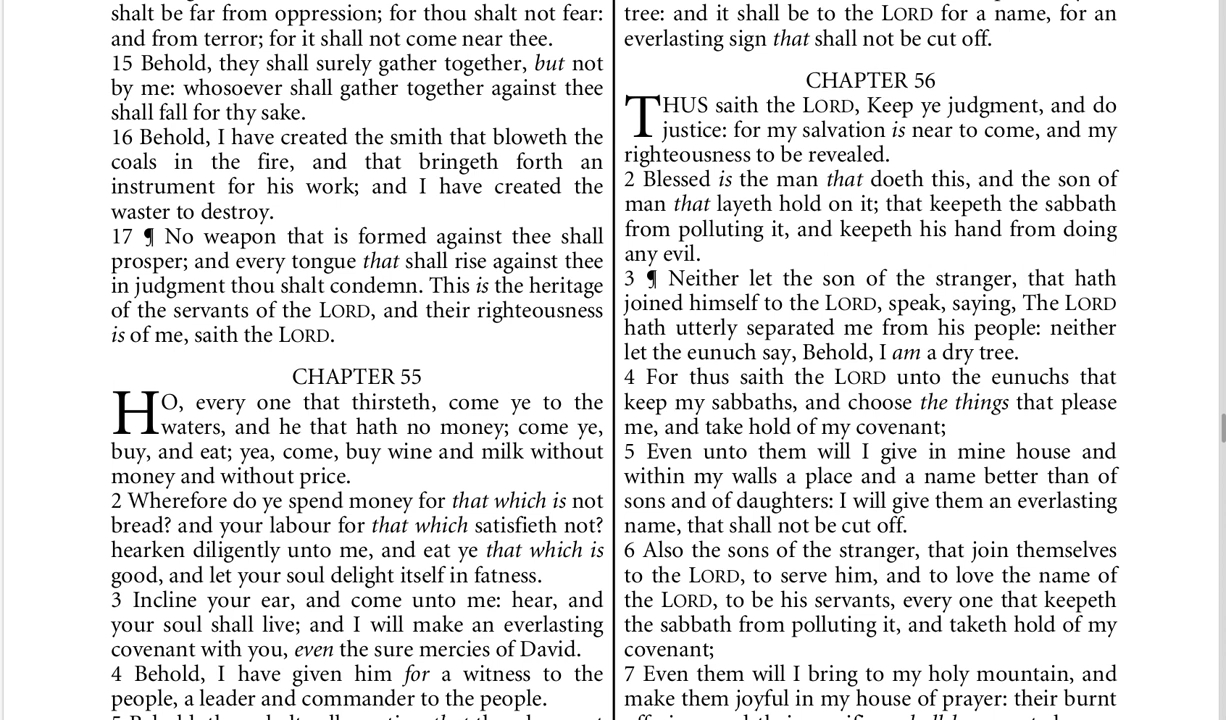 shalt be far from oppression; for thou shalt not fear:
and from terror; for it shall not come near thee.
15 Behold, they shall surely gather together, but not
by me: whosoever shall gather together against thee
shall fall for thy sake.
16 Behold, I have created the smith that bloweth the
coals in the fire, and that bringeth forth an
instrument for his work; and I have created the
waster to destroy.
17 ¶ No weapon that is formed against thee shall
prosper; and every tongue that shall rise against thee
in judgment thou shalt condemn. This is the heritage
of the servants of the LORD, and their righteousness
is of me, saith the LORD.
CHAPTER 55
HO, every one that thirsteth, come ye to the
waters, and he that hath no money; come ye,
buy, and eat; yea, come, buy wine and milk without
money and without price.
2 Wherefore do ye spend money for that which is not
bread? and your labour for that which satisfieth not?
hearken diligently unto me, and eat ye that which is
good, and let your soul delight itself in fatness.
3 Incline your ear, and come unto me: hear, and
your soul shall live; and I will make an everlasting
covenant with you, even the sure mercies of David.
4 Behold, I have given him for a witness to the
people, a leader and commander to the people.
tree: and it shall be to the LORD for a name, for an
everlasting sign that shall not be cut off.
CHAPTER 56
THUS saith the LORD, Keep ye judgment, and do
justice: for my salvation is near to come, and my
righteousness to be revealed.
2 Blessed is the man that doeth this, and the son of
man that layeth hold on it; that keepeth the sabbath
from polluting it, and keepeth his hand from doing
any evil.
3 ¶ Neither let the son of the stranger, that hath
joined himself to the LORD, speak, saying, The LORD
hath utterly separated me from his people: neither
let the eunuch say, Behold, I am a dry tree.
4 For thus saith the LORD unto the eunuchs that
keep my sabbaths, and choose the things that please
me, and take hold of my covenant;
5 Even unto them will I give in mine house and
within my walls a place and a name better than of
sons and of daughters: I will give them an everlasting
name, that shall not be cut off.
6 Also the sons of the stranger, that join themselves
to the LORD, to serve him, and to love the name of
the LORD, to be his servants, every one that keepeth
the sabbath from polluting it, and taketh hold of my
covenant;
7 Even them will I bring to my holy mountain, and
make them joyful in my house of prayer: their burnt